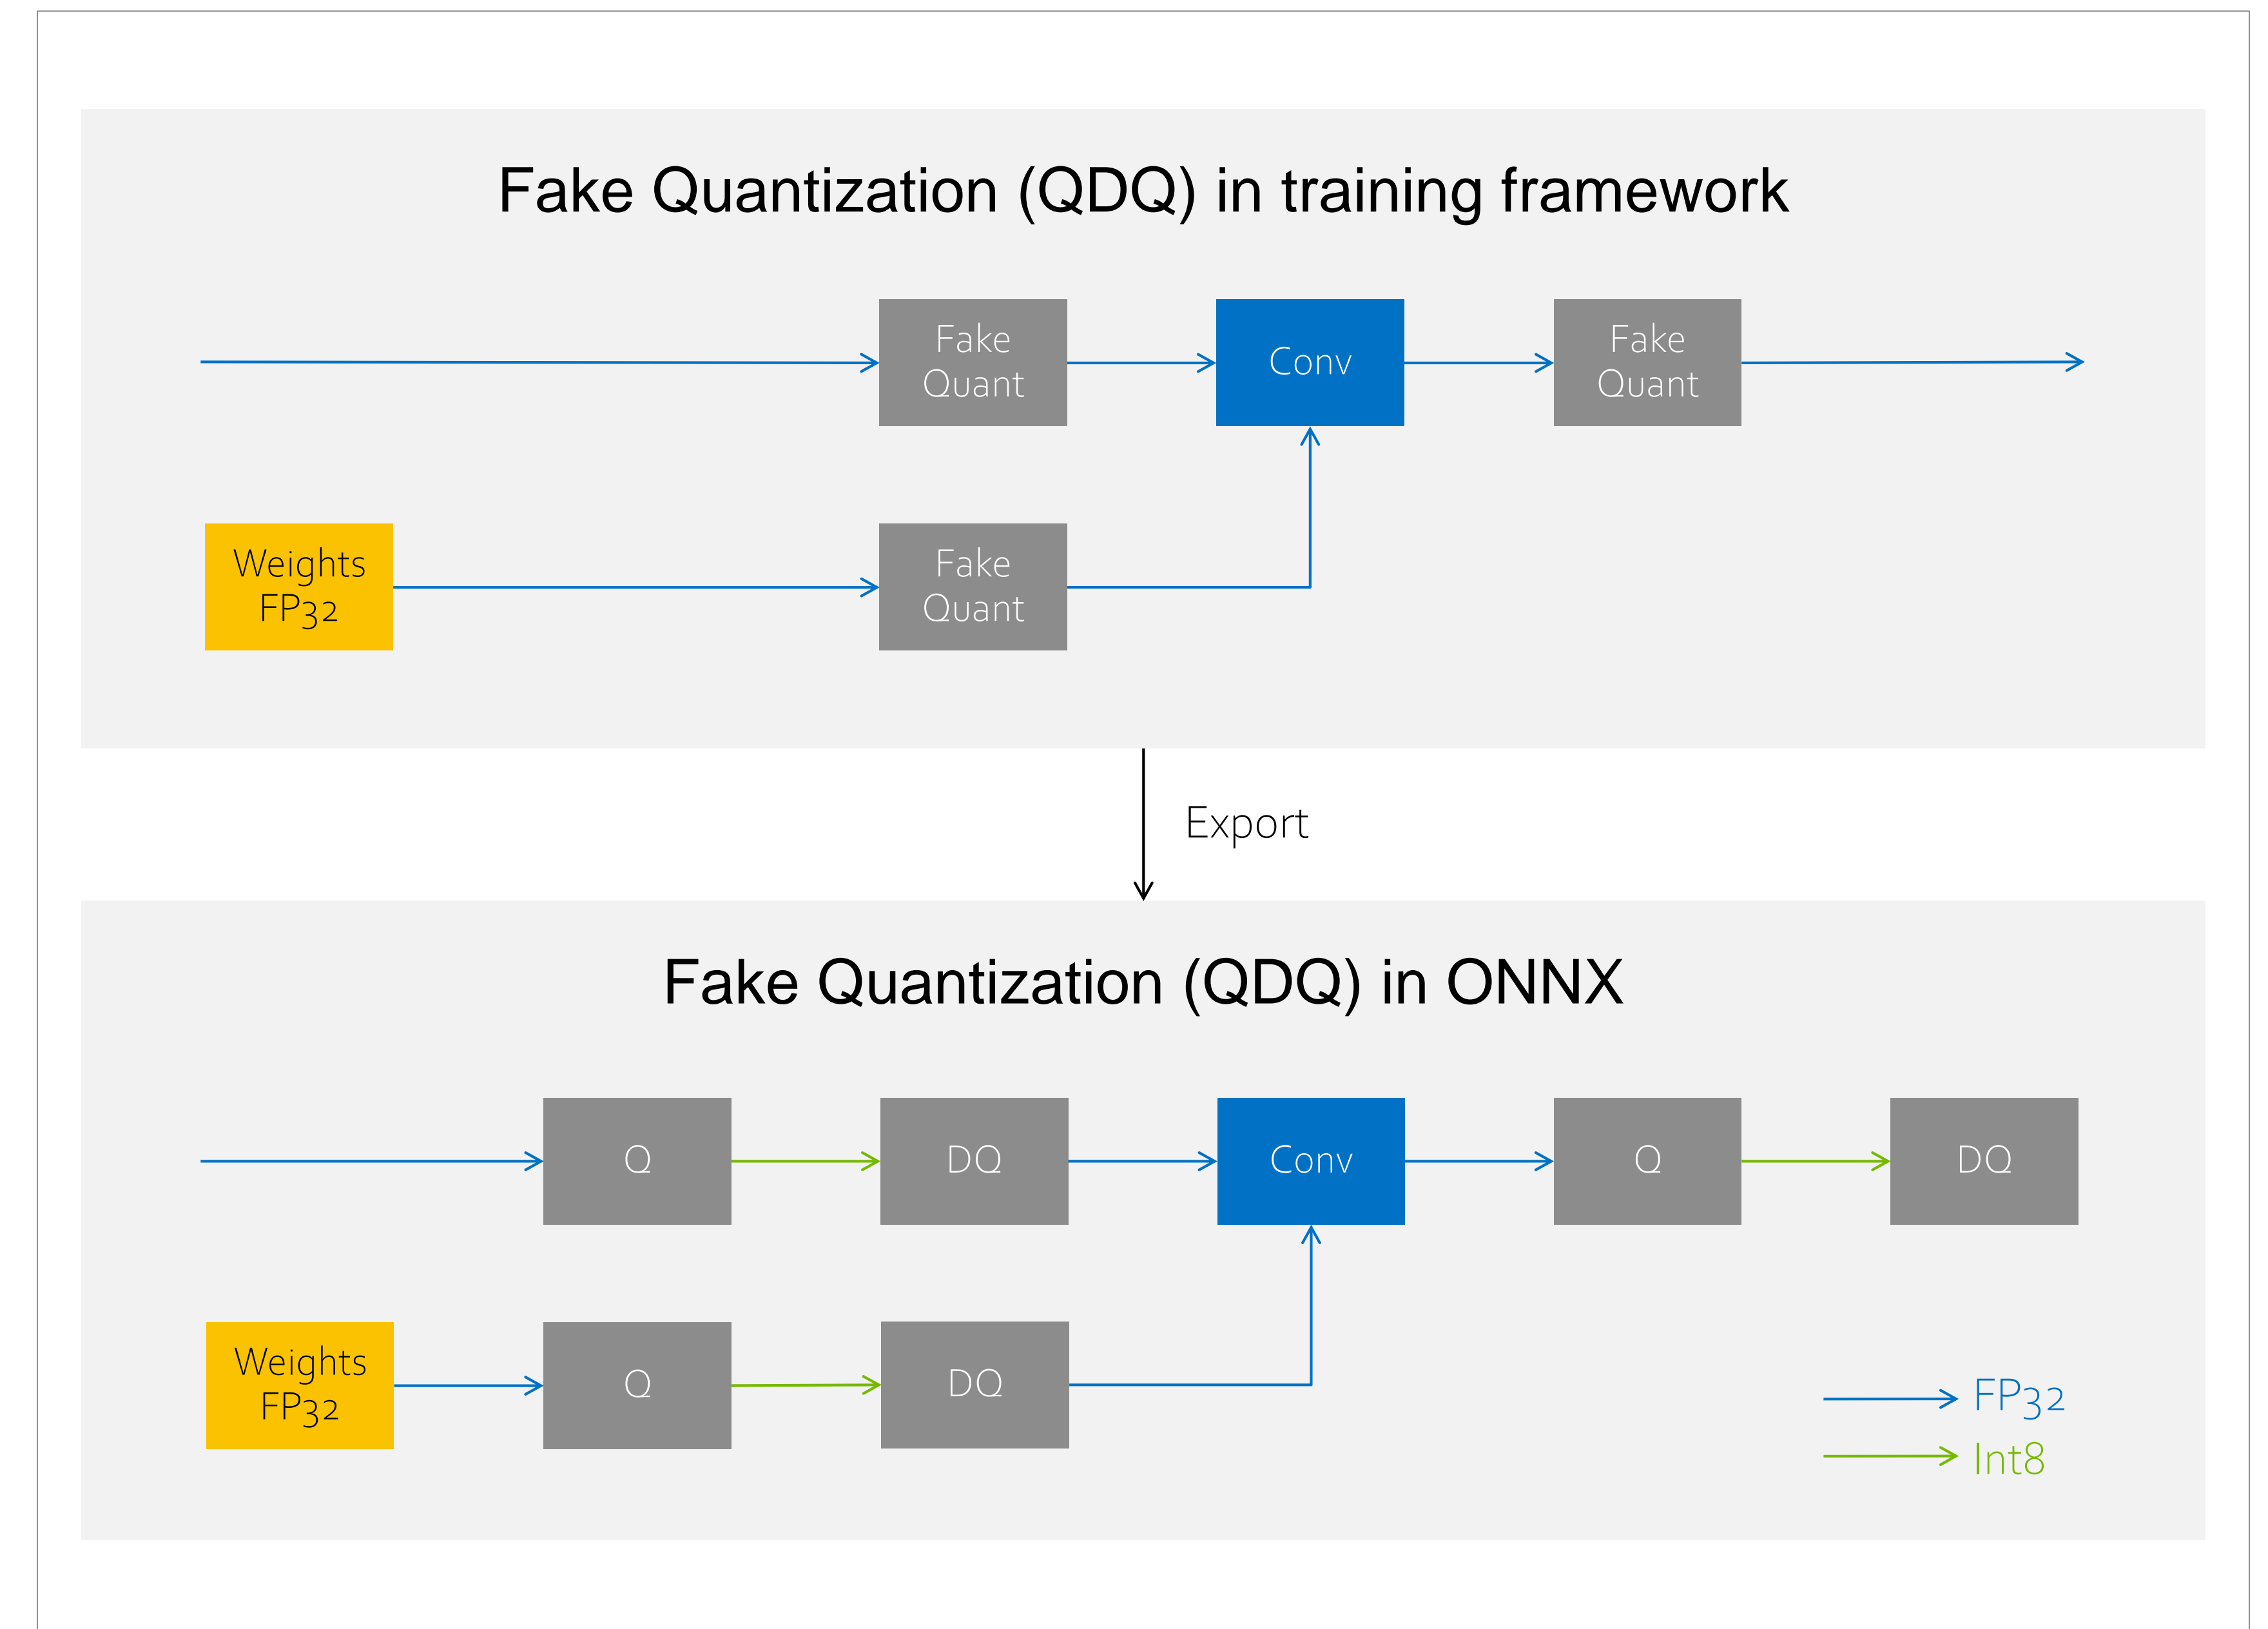 Fake Quantization (QDQ) in training framework
Fake
Quant
Conv
Fake
Quant
Weights
FP32
Fake
Quant
Export
Fake Quantization (QDQ) in ONNX
Q
DQ
Conv
Q
DQ
Weights
FP32
Q
DQ
FP32
Int8